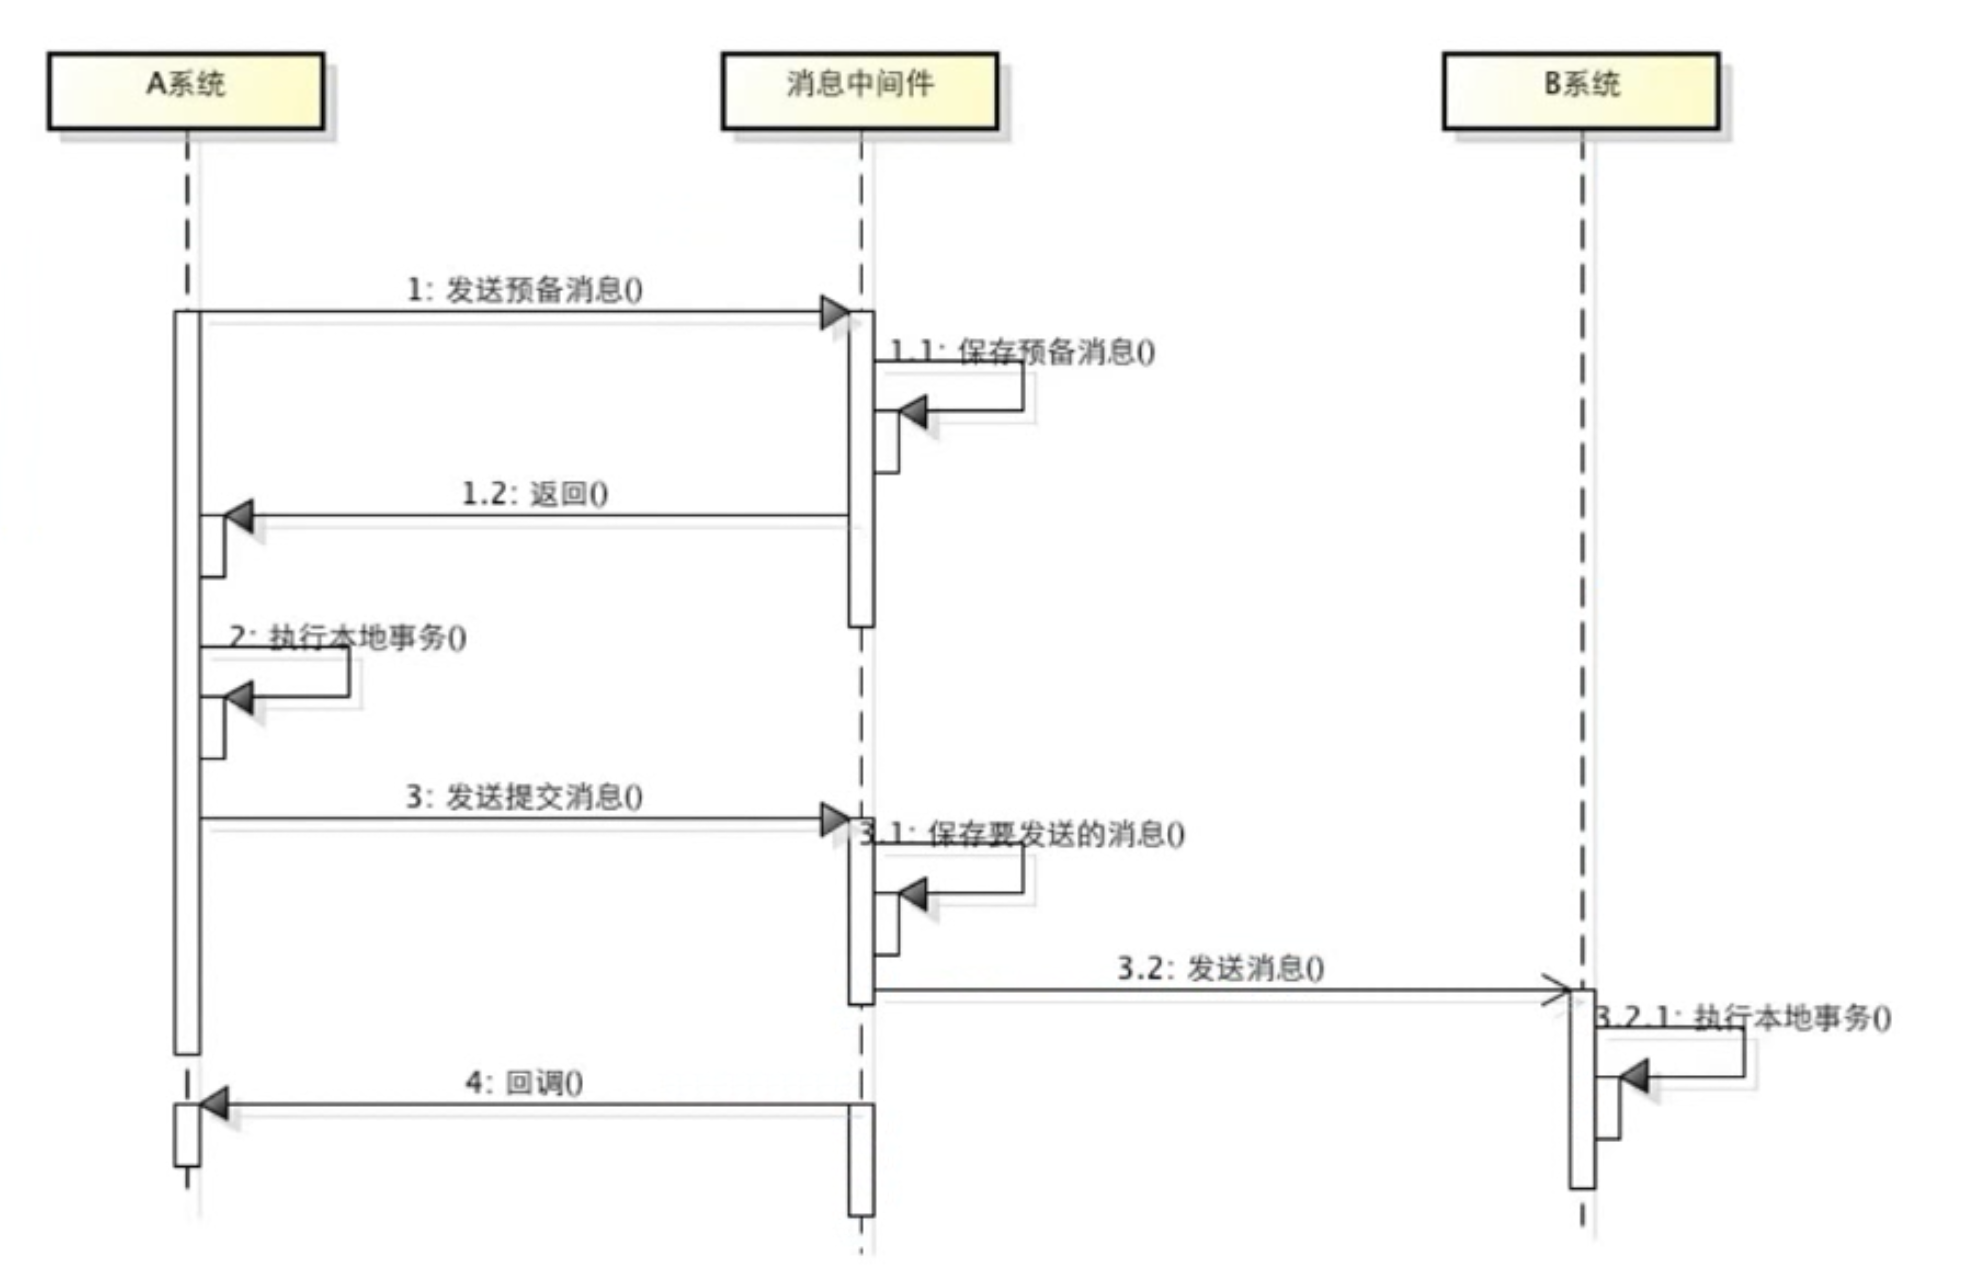 A系统
消息中间件
B系统
1: 发送预备消息()
1.1: 保存预备消息()
1.2: 返回()
2: 执行本地事务()
3: 发送提交消息()
3.1: 保存要发送的消息()
3.2: 发送消息()
3.2.1: 执行本地事务()
4: 回调()